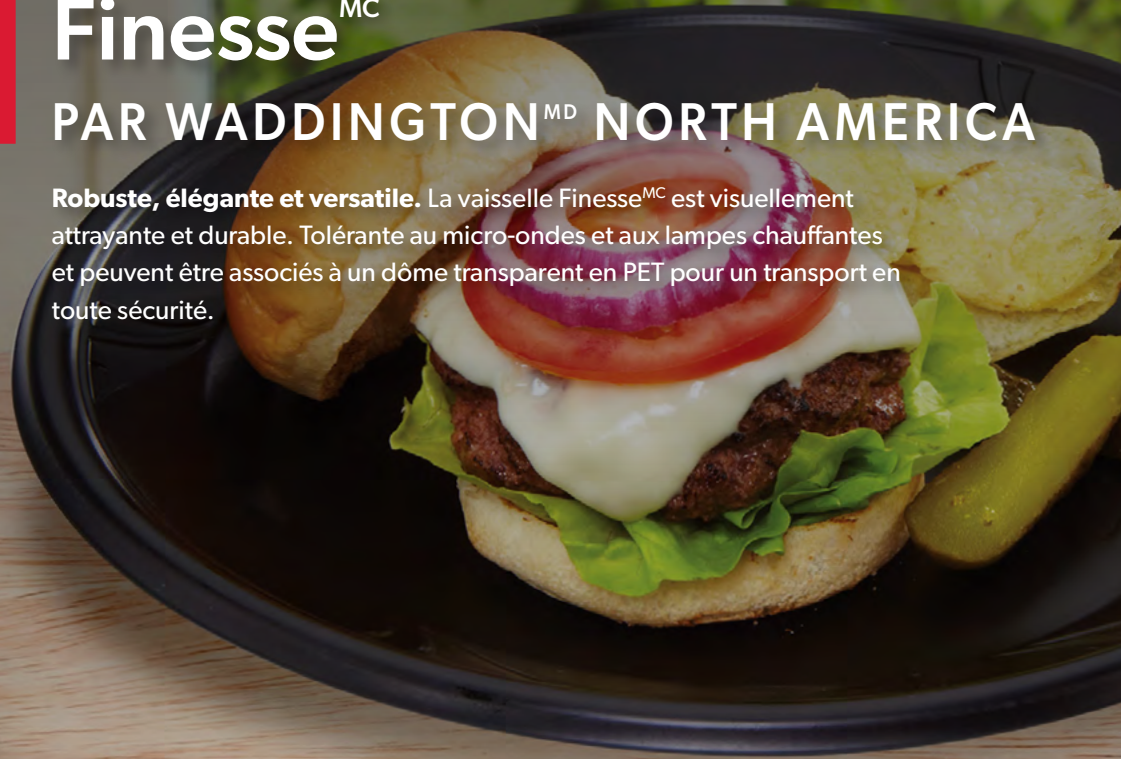 Finesse^MC
PAR WADDINGTON^MD NORTH AMERICA
Robuste, élégante et versatile. La vaisselle Finesse^MC est visuellement
attrayante et durable. Tolérante au micro-ondes et aux lampes chauffantes
et peuvent être associés à un dôme transparent en PET pour un transport en
toute sécurité.